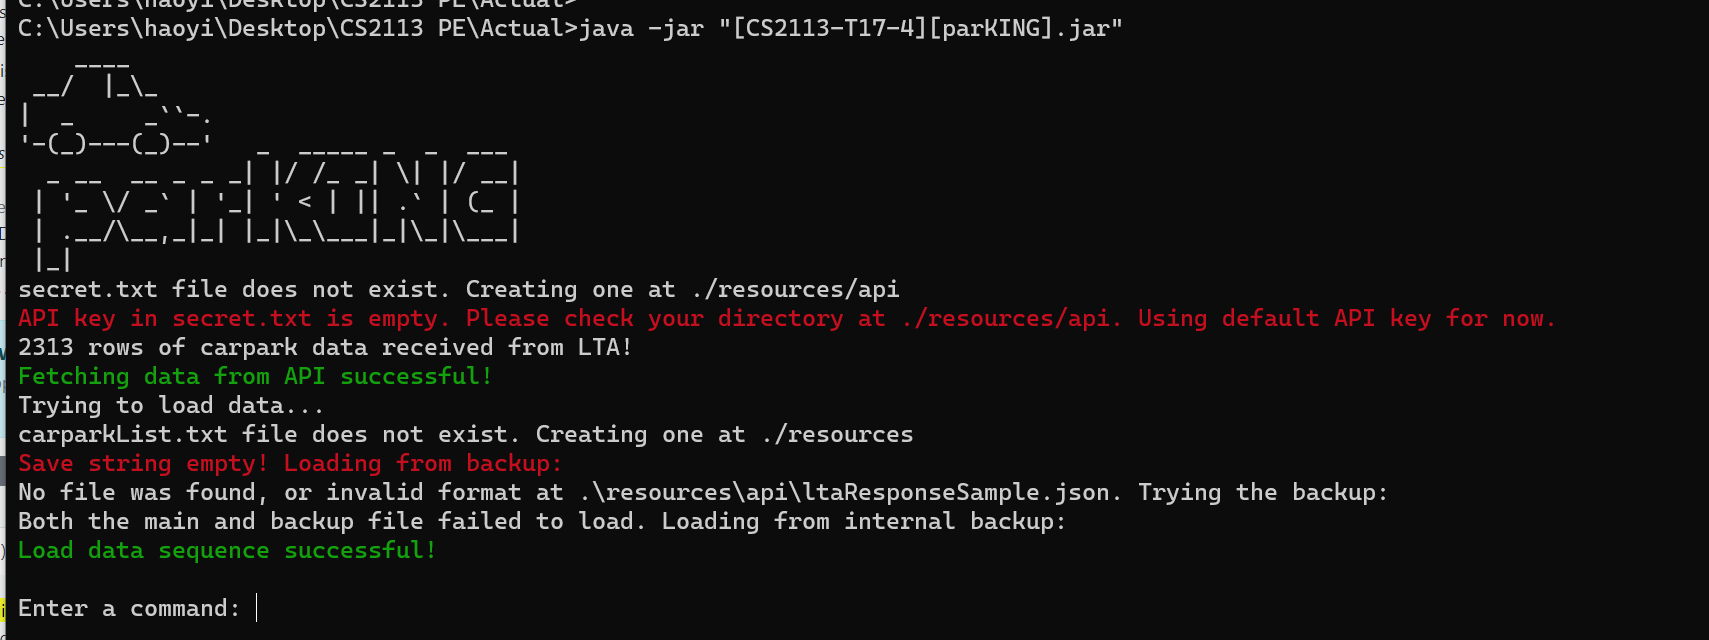 C:\Users\haoyi\Desktop\CS2113 PE\Actual>
C:\Users\haoyi\Desktop\CS2113 PE\Actual>java -jar "[CS2113-T17-4][parKING].jar"
    ____
 __/  |_\_
|  _     _``-.
'-(_)---(_)--'   _  _____ _  _  ___
  _ __  __ _ _ _| |/ /_ _| \| |/ __|
 | '_ \/ _` | '_| ' < | || .` | (_ |
 | .__/\__,_|_| |_|\_\___|_|\_|\___|
 |_|
secret.txt file does not exist. Creating one at ./resources/api
API key in secret.txt is empty. Please check your directory at ./resources/api. Using default API key for now.
2313 rows of carpark data received from LTA!
Fetching data from API successful!
Trying to load data...
carparkList.txt file does not exist. Creating one at ./resources
Save string empty! Loading from backup:
No file was found, or invalid format at .\resources\api\ltaResponseSample.json. Trying the backup:
Both the main and backup file failed to load. Loading from internal backup:
Load data sequence successful!
Enter a command: